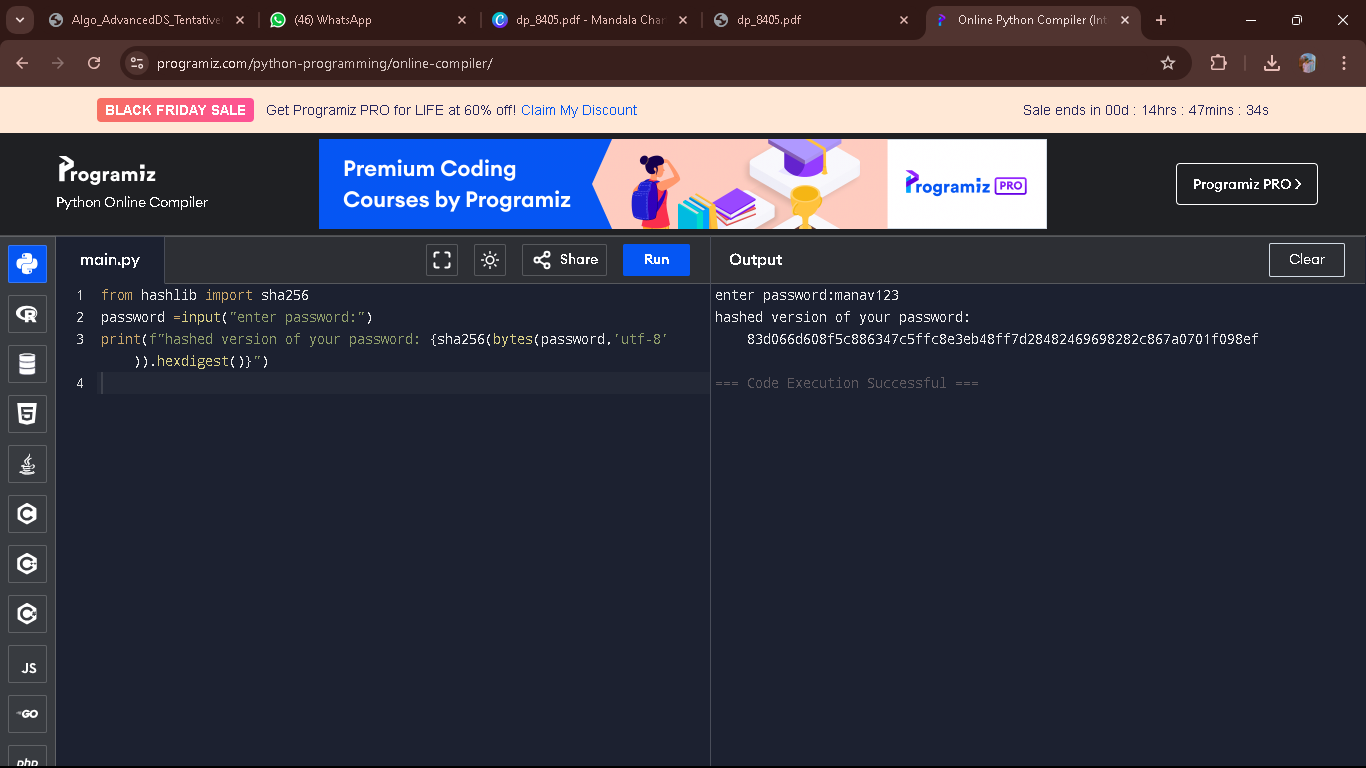 Algo_AdvancedDS_Tentative
(46) WhatsApp
dp_8405.pdf - Mandala Char
dp_8405.pdf
Online Python Compiler (Int
programiz.com/python-programming/online-compiler/
BLACK FRIDAY SALE Get Programiz PRO for LIFE at 60% off! Claim My Discount
Sale ends in 00d : 14hrs : 47mins : 34s
Programiz
Python Online Compiler
Premium Coding
Courses by Programiz
Programiz PRO
Programiz PRO >
main.py
Share
Run
Output
Clear
1 from hashlib import sha256
2 password =input("enter password:")
3 print(f"hashed version of your password: {sha256(bytes(password,'utf-8'
)).hexdigest()}")
4
enter password:manav123
hashed version of your password:
83d066d608f5c886347c5ffc8e3eb48ff7d28482469698282c867a0701f098ef
=== Code Execution Successful ===
R
5
C
C
C
JS
GO
php